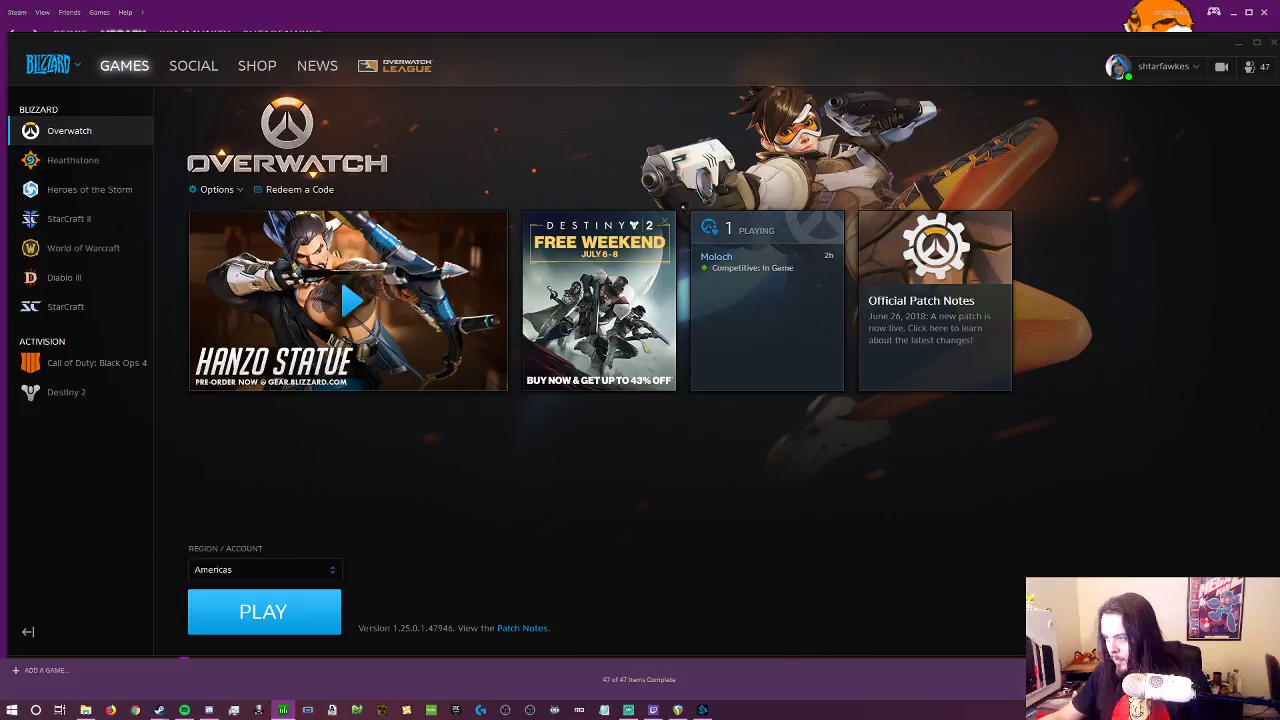 Steam View Friends Games Help
BLIZZARD GAMES SOCIAL SHOP NEWS OVERWATCH LEAGUE
shtarfawkes
47
BLIZZARD
Overwatch
Hearthstone
Heroes of the Storm
StarCraft II
World of Warcraft
Diablo III
StarCraft
ACTIVISION
Call of Duty: Black Ops 4
Destiny 2
OVERWATCH
Options
Redeem a Code
HANZO STATUE
PRE-ORDER NOW @ GEAR.BLIZZARD.COM
DESTINY 2
FREE WEEKEND
JULY 6-8
BUY NOW & GET UP TO 43% OFF*
1 PLAYING
Moloch 2h
Competitive: In Game
Official Patch Notes
June 26, 2018: A new patch is
now live. Click here to learn
about the latest changes!
REGION / ACCOUNT
Americas
PLAY
Version 1.25.0.1.47946. View the Patch Notes.
+ ADD A GAME...
47 of 47 Items Complete